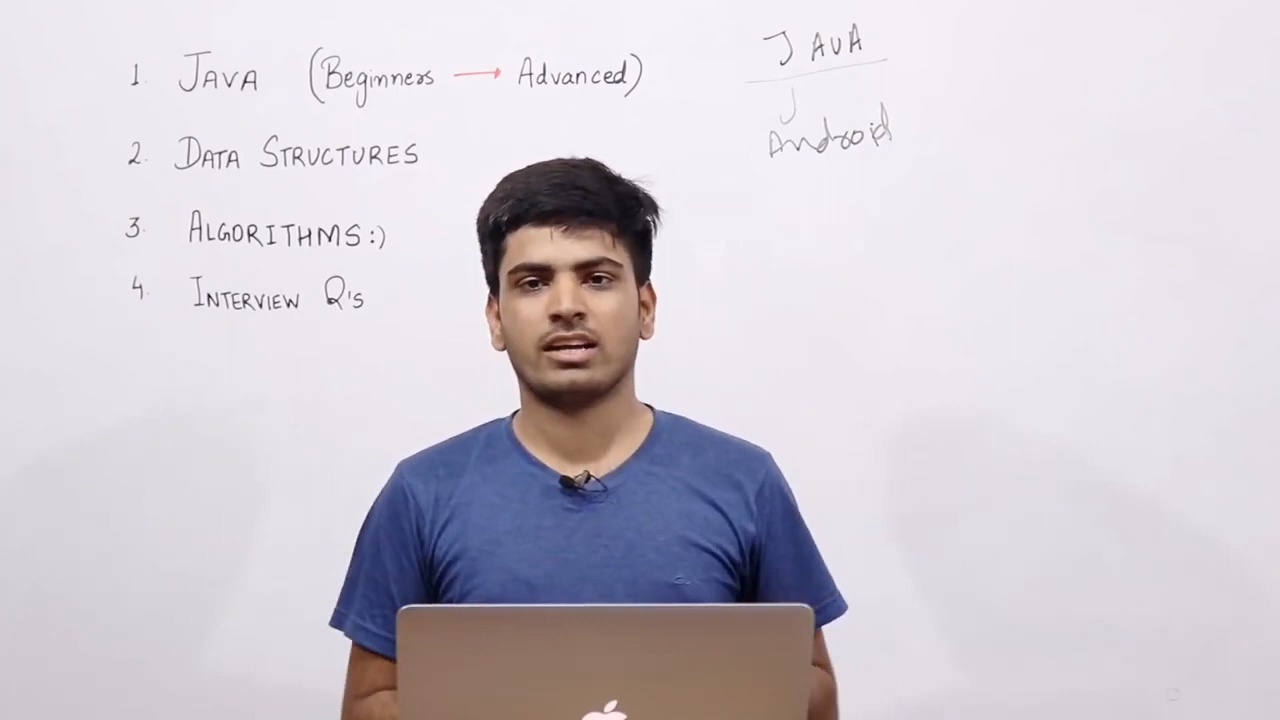 1. JAVA (Beginners → Advanced)
2. DATA STRUCTURES
3. ALGORITHMS:)
4. INTERVIEW Q's
JAVA
Android